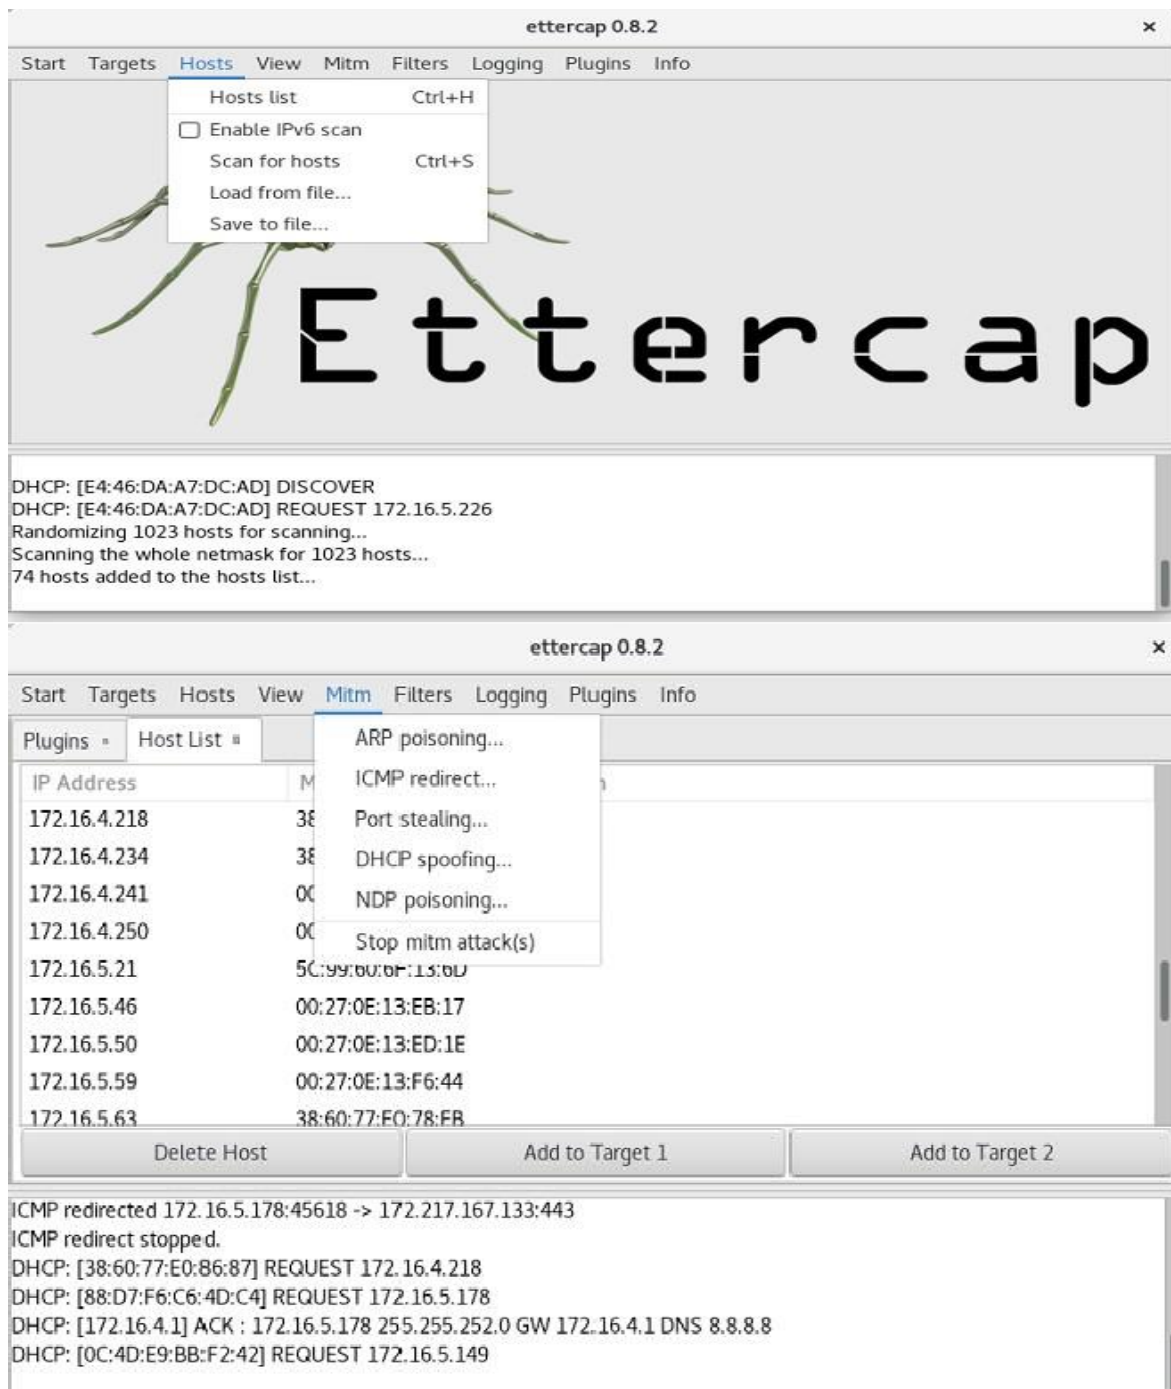 ettercap 0.8.2 ×
Start Targets Hosts View Mitm Filters Logging Plugins Info
Hosts list Ctrl+H
Enable IPv6 scan
Scan for hosts Ctrl+S
Load from file...
Save to file...
Ettercap
DHCP: [E4:46:DA:A7:DC:AD] DISCOVER
DHCP: [E4:46:DA:A7:DC:AD] REQUEST 172.16.5.226
Randomizing 1023 hosts for scanning...
Scanning the whole netmask for 1023 hosts...
74 hosts added to the hosts list...
ettercap 0.8.2 ×
Start Targets Hosts View Mitm Filters Logging Plugins Info
Plugins Host List
ARP poisoning...
ICMP redirect...
Port stealing...
DHCP spoofing...
NDP poisoning...
Stop mitm attack(s)
IP Address M
172.16.4.218 38
172.16.4.234 38
172.16.4.241 00
172.16.4.250 00
172.16.5.21 5C:99:60:6F:13:6D
172.16.5.46 00:27:0E:13:EB:17
172.16.5.50 00:27:0E:13:ED:1E
172.16.5.59 00:27:0E:13:F6:44
172.16.5.63 38:60:77:E0:78:EB
Delete Host Add to Target 1 Add to Target 2
ICMP redirected 172.16.5.178:45618 -> 172.217.167.133:443
ICMP redirect stopped.
DHCP: [38:60:77:E0:86:87] REQUEST 172.16.4.218
DHCP: [88:D7:F6:C6:4D:C4] REQUEST 172.16.5.178
DHCP: [172.16.4.1] ACK : 172.16.5.178 255.255.252.0 GW 172.16.4.1 DNS 8.8.8.8
DHCP: [0C:4D:E9:BB:F2:42] REQUEST 172.16.5.149